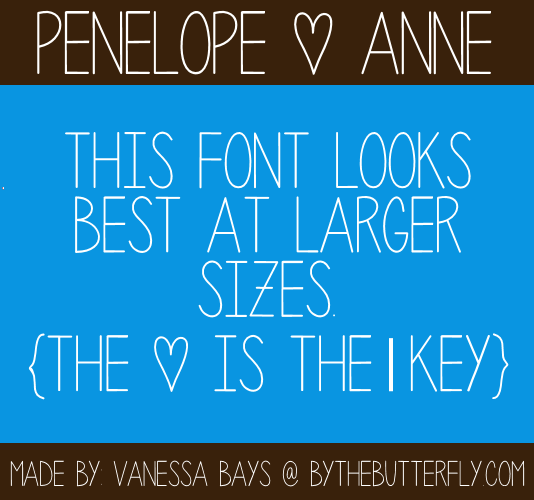 PENELOPE ♡ ANNE
THIS FONT LOOKS
BEST AT LARGER
SIZES.
{THE ♡ IS THE | KEY}
MADE BY: VANESSA BAYS @ BYTHEBUTTERFLY.COM